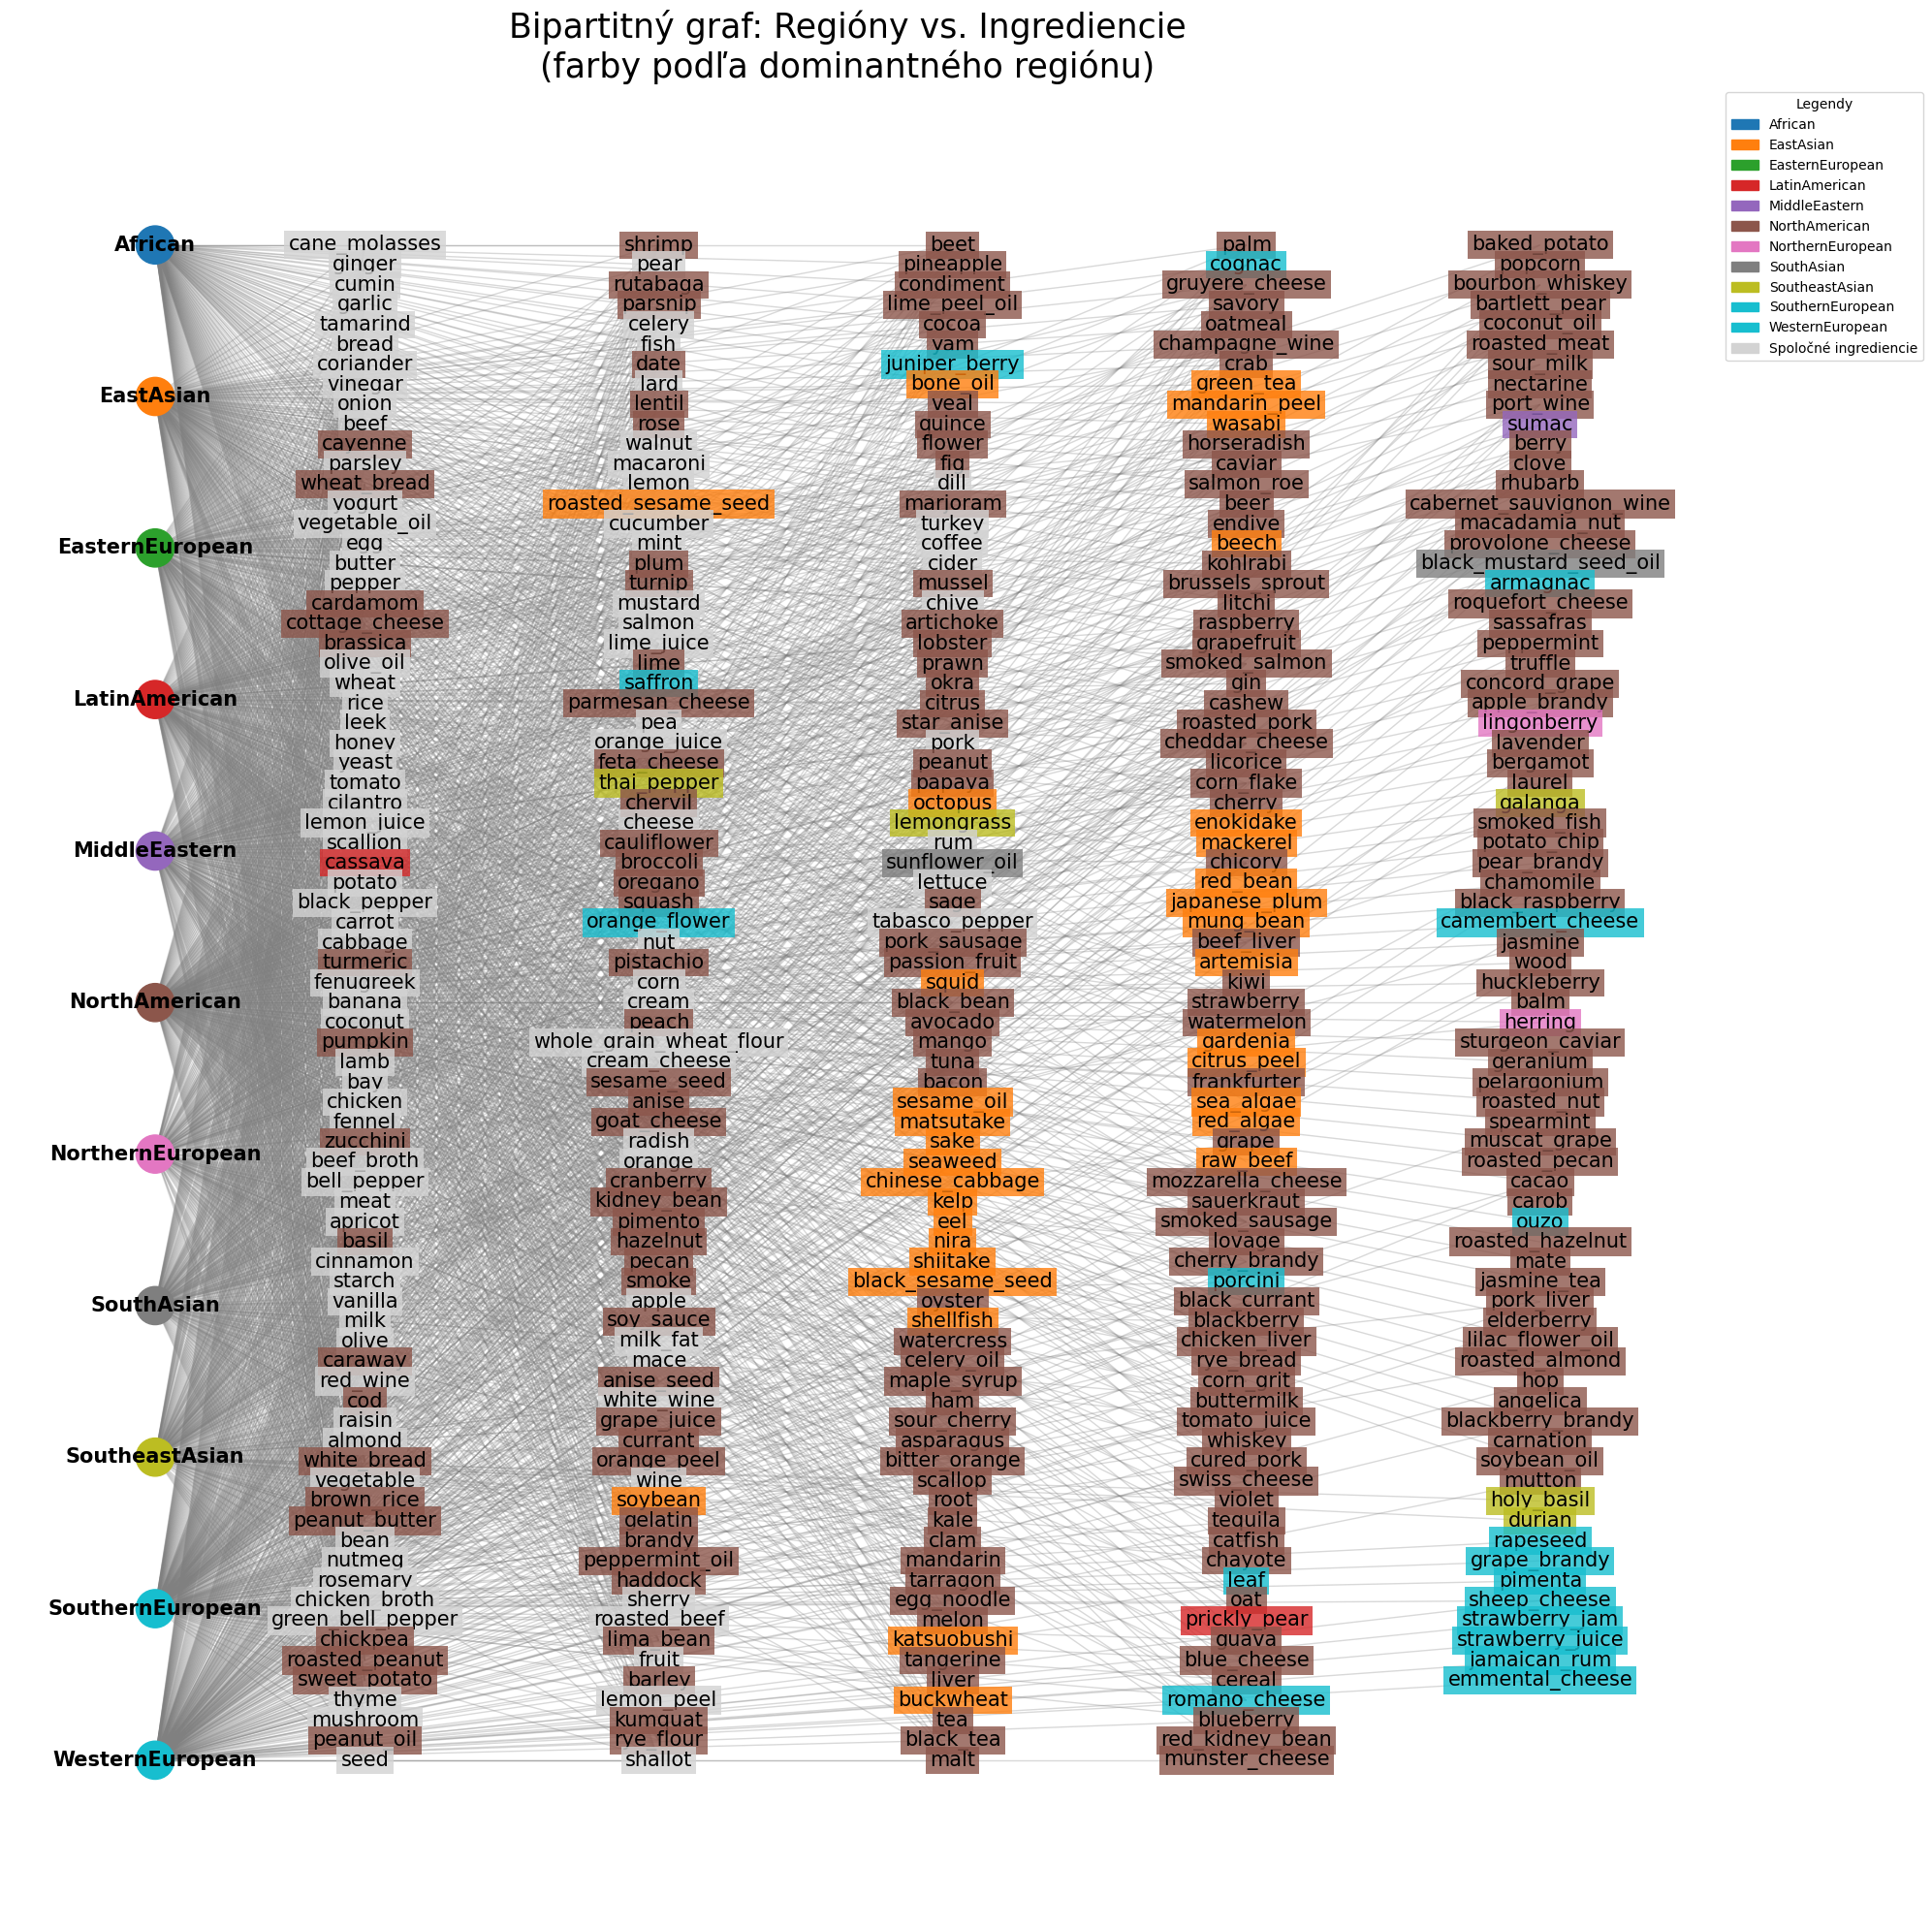 Bipartitný graf: Regióny vs. Ingrediencie
(farby podľa dominantného regiónu)
Legendy
African
EastAsian
EasternEuropean
LatinAmerican
MiddleEastern
NorthAmerican
NorthernEuropean
SouthAsian
SoutheastAsian
SouthernEuropean
WesternEuropean
Spoločné ingrediencie
African
EastAsian
EasternEuropean
LatinAmerican
MiddleEastern
NorthAmerican
NorthernEuropean
SouthAsian
SoutheastAsian
SouthernEuropean
WesternEuropean
cane_molasses
ginger
cumin
garlic
tamarind
bread
coriander
vinegar
onion
beef
cayenne
parsley
wheat_bread
yogurt
vegetable_oil
egg
butter
pepper
cardamom
cottage_cheese
brassica
olive_oil
wheat
rice
leek
honey
yeast
tomato
cilantro
lemon_juice
scallion
cassava
potato
black_pepper
carrot
cabbage
turmeric
fenugreek
banana
coconut
pumpkin
lamb
bay
chicken
fennel
zucchini
beef_broth
bell_pepper
meat
apricot
basil
cinnamon
starch
vanilla
milk
olive
caraway
red_wine
cod
raisin
almond
white_bread
vegetable
brown_rice
peanut_butter
bean
nutmeg
rosemary
chicken_broth
green_bell_pepper
chickpea
roasted_peanut
sweet_potato
thyme
mushroom
peanut_oil
seed
shrimp
pear
rutabaga
parsnip
celery
fish
date
lard
lentil
rose
walnut
macaroni
lemon
roasted_sesame_seed
cucumber
mint
plum
turnip
mustard
salmon
lime_juice
lime
saffron
parmesan_cheese
pea
orange_juice
feta_cheese
thai_pepper
chervil
cheese
cauliflower
broccoli
oregano
squash
orange_flower
nut
pistachio
corn
cream
peach
whole_grain_wheat_flour
cream_cheese
sesame_seed
anise
goat_cheese
radish
orange
cranberry
kidney_bean
pimento
hazelnut
pecan
smoke
apple
soy_sauce
milk_fat
mace
anise_seed
white_wine
grape_juice
currant
orange_peel
wine
soybean
gelatin
brandy
peppermint_oil
haddock
sherry
roasted_beef
lima_bean
fruit
barley
lemon_peel
kumquat
rye_flour
shallot
beet
pineapple
condiment
lime_peel_oil
cocoa
yam
juniper_berry
bone_oil
veal
quince
flower
fig
dill
marjoram
turkey
coffee
cider
mussel
chive
artichoke
lobster
prawn
okra
citrus
star_anise
pork
peanut
papaya
octopus
lemongrass
rum
sunflower_oil
lettuce
sage
tabasco_pepper
pork_sausage
passion_fruit
squid
black_bean
avocado
mango
tuna
bacon
sesame_oil
matsutake
sake
seaweed
chinese_cabbage
kelp
eel
nira
shiitake
black_sesame_seed
oyster
shellfish
watercress
celery_oil
maple_syrup
ham
sour_cherry
asparagus
bitter_orange
scallop
root
kale
clam
mandarin
tarragon
egg_noodle
melon
katsuobushi
tangerine
liver
buckwheat
tea
black_tea
malt
palm
cognac
gruyere_cheese
savory
oatmeal
champagne_wine
crab
green_tea
mandarin_peel
wasabi
horseradish
caviar
salmon_roe
beer
endive
beech
kohlrabi
brussels_sprout
litchi
raspberry
grapefruit
smoked_salmon
gin
cashew
roasted_pork
cheddar_cheese
licorice
corn_flake
cherry
enokidake
mackerel
chicory
red_bean
japanese_plum
mung_bean
beef_liver
artemisia
kiwi
strawberry
watermelon
gardenia
citrus_peel
frankfurter
sea_algae
red_algae
grape
raw_beef
mozzarella_cheese
sauerkraut
smoked_sausage
lovage
cherry_brandy
porcini
black_currant
blackberry
chicken_liver
rye_bread
corn_grit
buttermilk
tomato_juice
whiskey
cured_pork
swiss_cheese
violet
tequila
catfish
chayote
leaf
oat
prickly_pear
guava
blue_cheese
cereal
romano_cheese
blueberry
red_kidney_bean
munster_cheese
baked_potato
popcorn
bourbon_whiskey
bartlett_pear
coconut_oil
roasted_meat
sour_milk
nectarine
port_wine
sumac
berry
clove
rhubarb
cabernet_sauvignon_wine
macadamia_nut
provolone_cheese
black_mustard_seed_oil
armagnac
roquefort_cheese
sassafras
peppermint
truffle
concord_grape
apple_brandy
lingonberry
lavender
bergamot
laurel
galanga
smoked_fish
potato_chip
pear_brandy
chamomile
black_raspberry
camembert_cheese
jasmine
wood
huckleberry
balm
herring
sturgeon_caviar
geranium
pelargonium
roasted_nut
spearmint
muscat_grape
roasted_pecan
cacao
carob
ouzo
roasted_hazelnut
mate
jasmine_tea
pork_liver
elderberry
lilac_flower_oil
roasted_almond
hop
angelica
blackberry_brandy
carnation
soybean_oil
mutton
holy_basil
durian
rapeseed
grape_brandy
pimenta
sheep_cheese
strawberry_jam
strawberry_juice
jamaican_rum
emmental_cheese